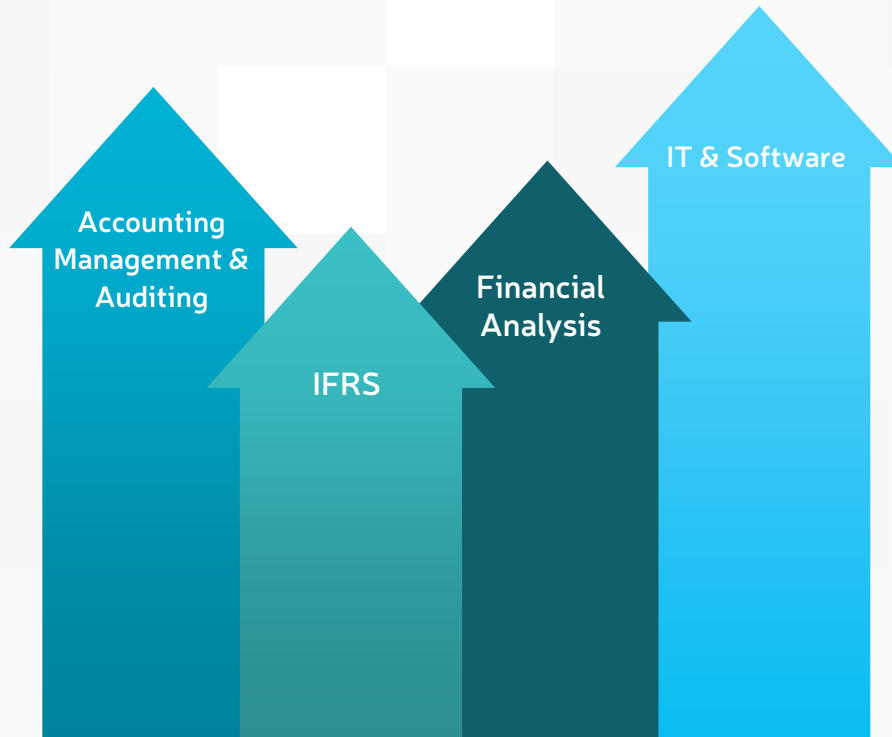 Accounting
Management &
Auditing
IFRS
Financial
Analysis
IT & Software